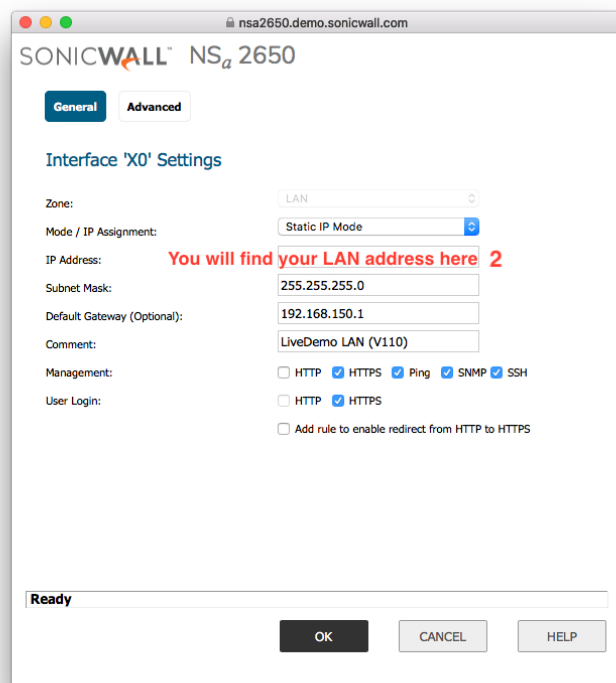 nsa2650.demo.sonicwall.com
SONICWALL™ NSa 2650
General Advanced
Interface 'X0' Settings
Zone: LAN
Mode / IP Assignment: Static IP Mode
IP Address: You will find your LAN address here 2
Subnet Mask: 255.255.255.0
Default Gateway (Optional): 192.168.150.1
Comment: LiveDemo LAN (V110)
Management: HTTP HTTPS Ping SNMP SSH
User Login: HTTP HTTPS
Add rule to enable redirect from HTTP to HTTPS
Ready
OK CANCEL HELP